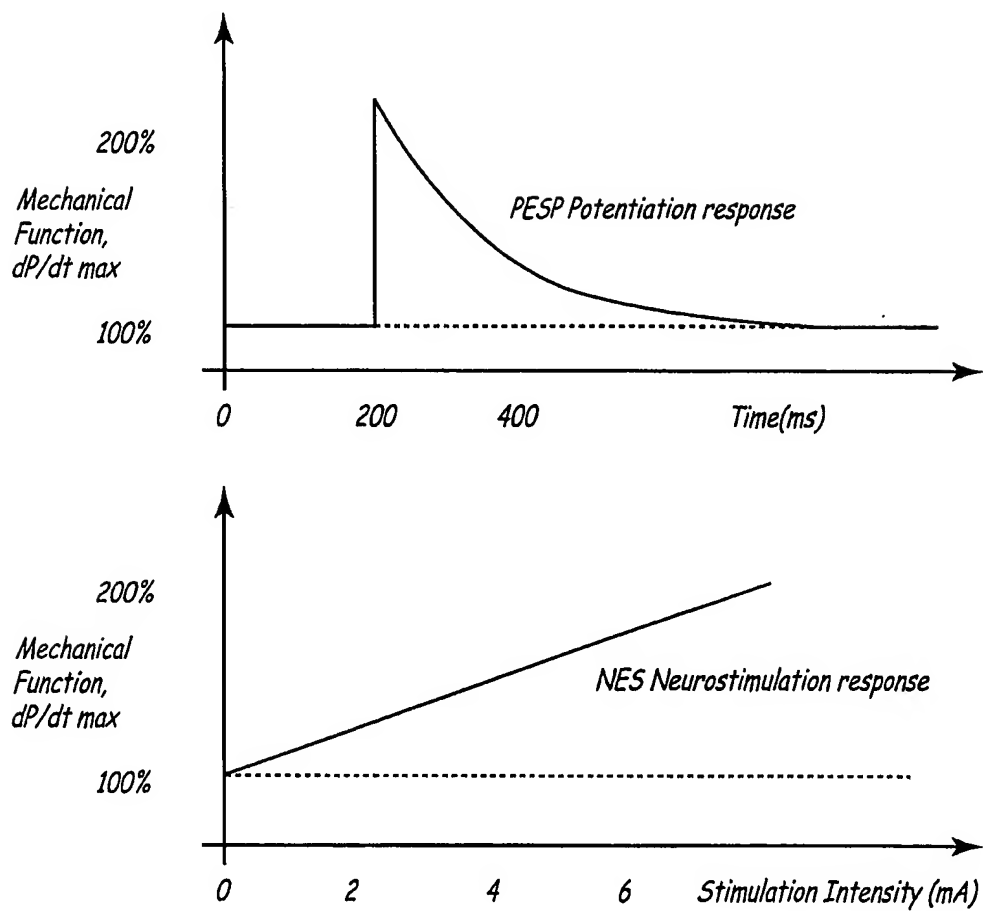 200%
Mechanical
Function,
dP/dt max
PESP Potentiation response
100%
0 200 400 Time(ms)
200%
Mechanical
Function,
dP/dt max
NES Neurostimulation response
100%
0 2 4 6 Stimulation Intensity (mA)